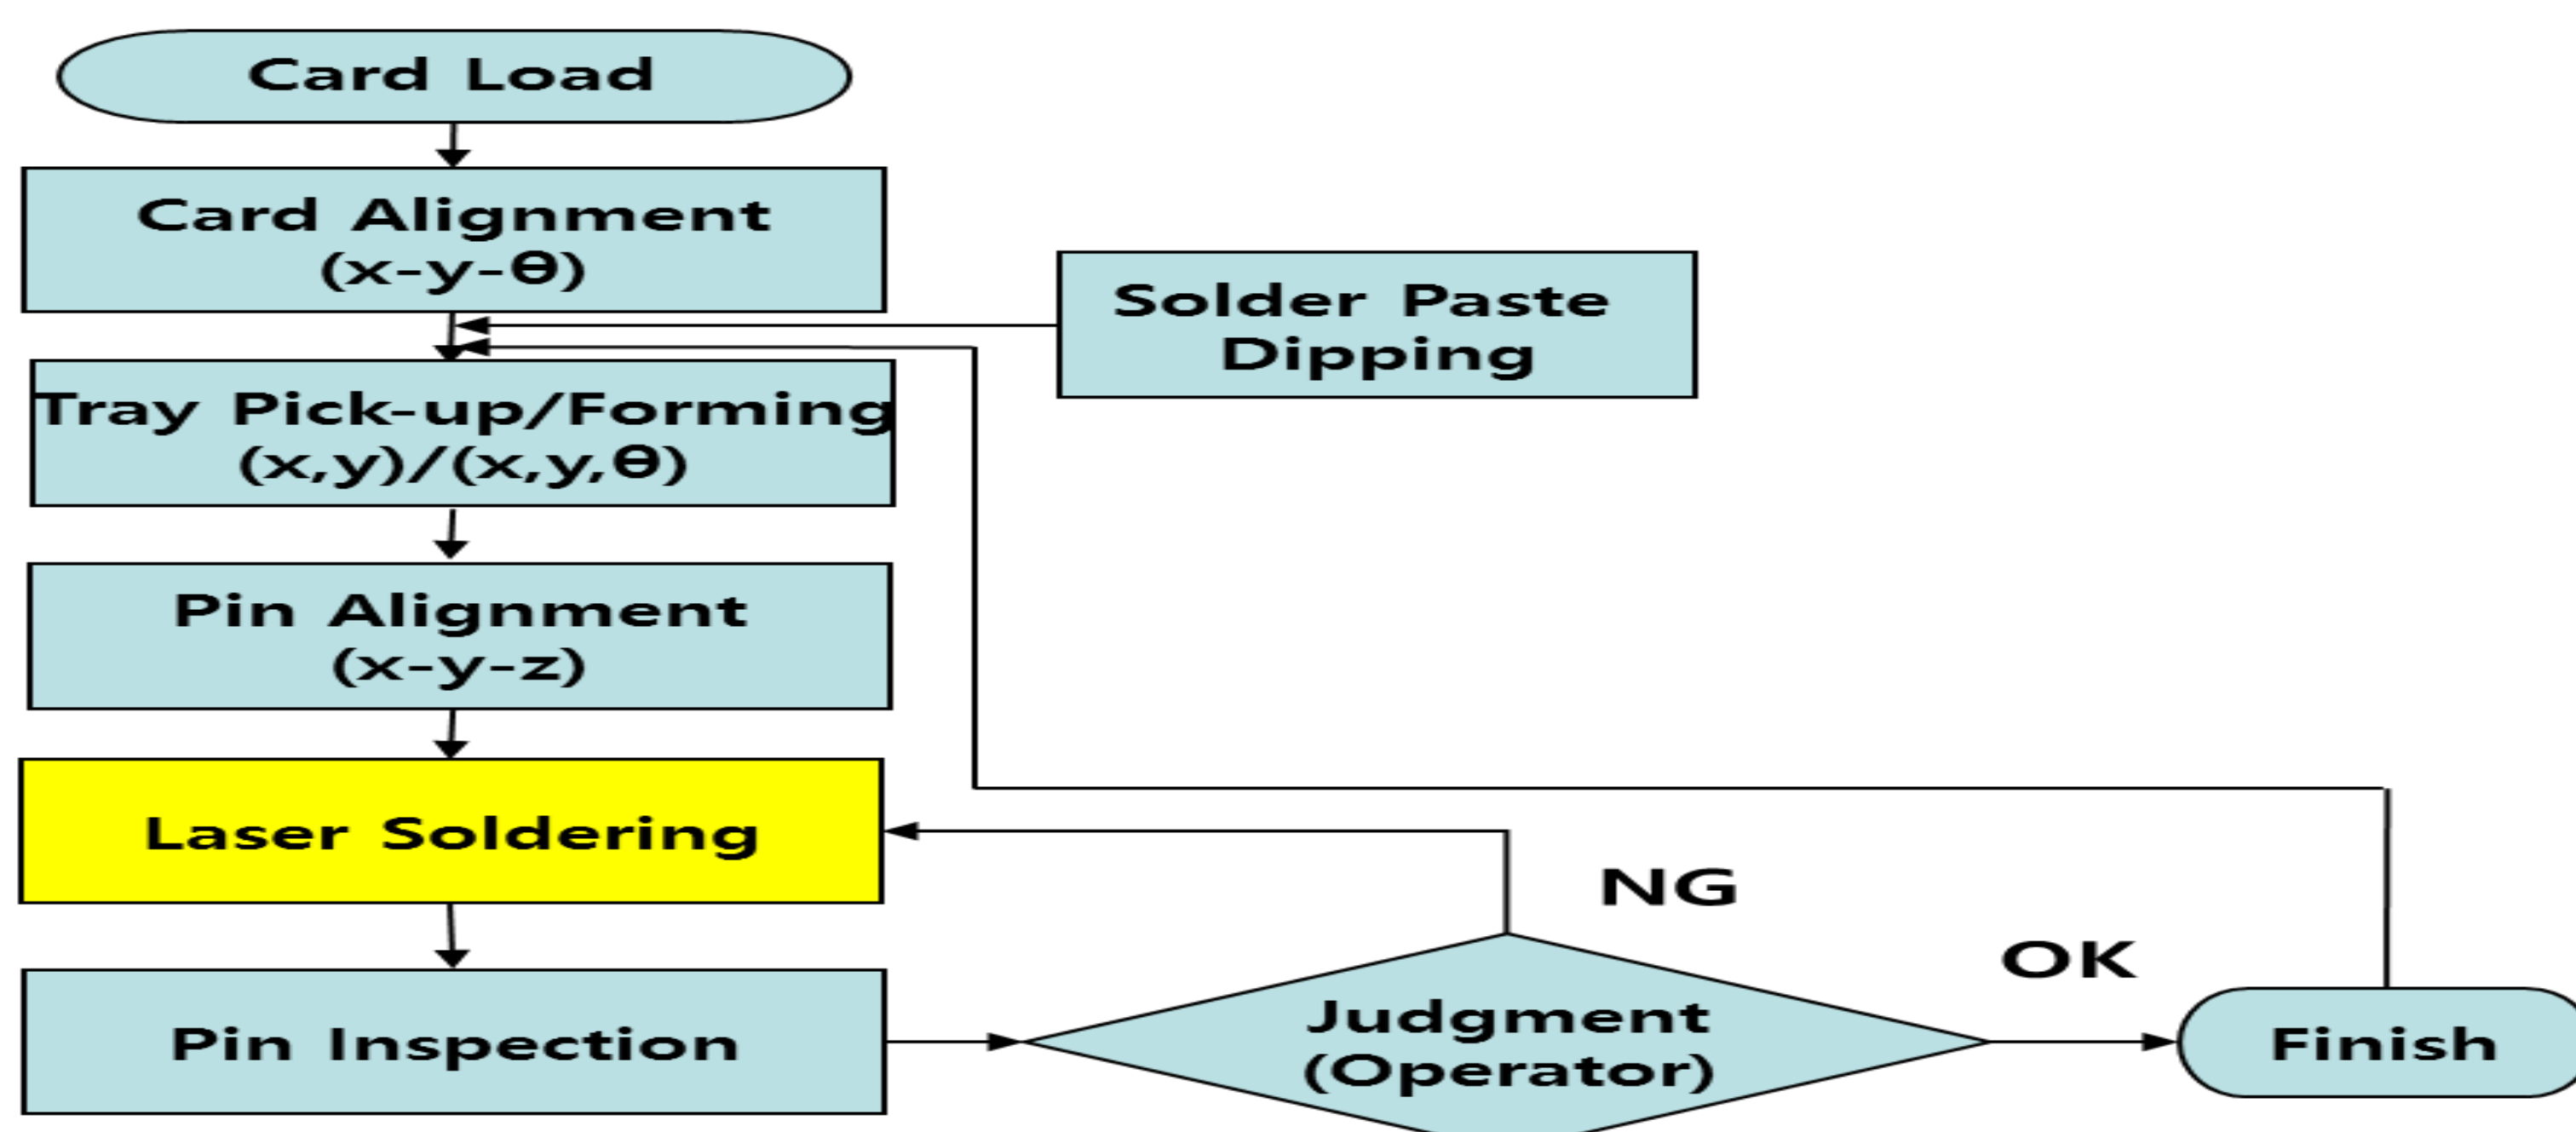 Card Load
Card Alignment
(x-y-θ)
Solder Paste
Dipping
Tray Pick-up/Forming
(x,y)/(x,y,θ)
Pin Alignment
(x-y-z)
Laser Soldering
NG
OK
Pin Inspection
Judgment
(Operator)
Finish